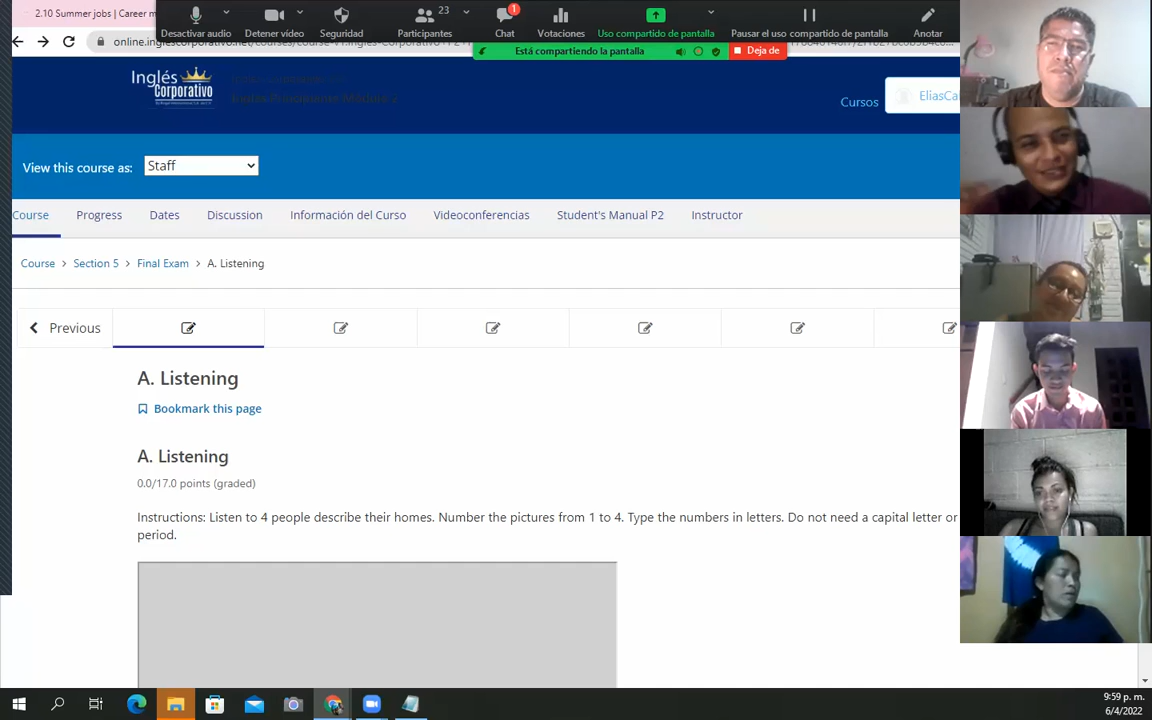 2.10 Summer jobs | Career m
Desactivar audio
Detener video
Seguridad
23
Participantes
1
Chat
Votaciones
Uso compartido de pantalla
Pausar el uso compartido de pantalla
Anotar
Está compartiendo la pantalla
Deja de
Inglés
Corporativo
Cursos
EliasCal
View this course as:
Staff
Course
Progress
Dates
Discussion
Información del Curso
Videoconferencias
Student's Manual P2
Instructor
Course > Section 5 > Final Exam > A. Listening
Previous
A. Listening
Bookmark this page
A. Listening
0.0/17.0 points (graded)
Instructions: Listen to 4 people describe their homes. Number the pictures from 1 to 4. Type the numbers in letters. Do not need a capital letter or
period.
9:59 p. m.
6/4/2022